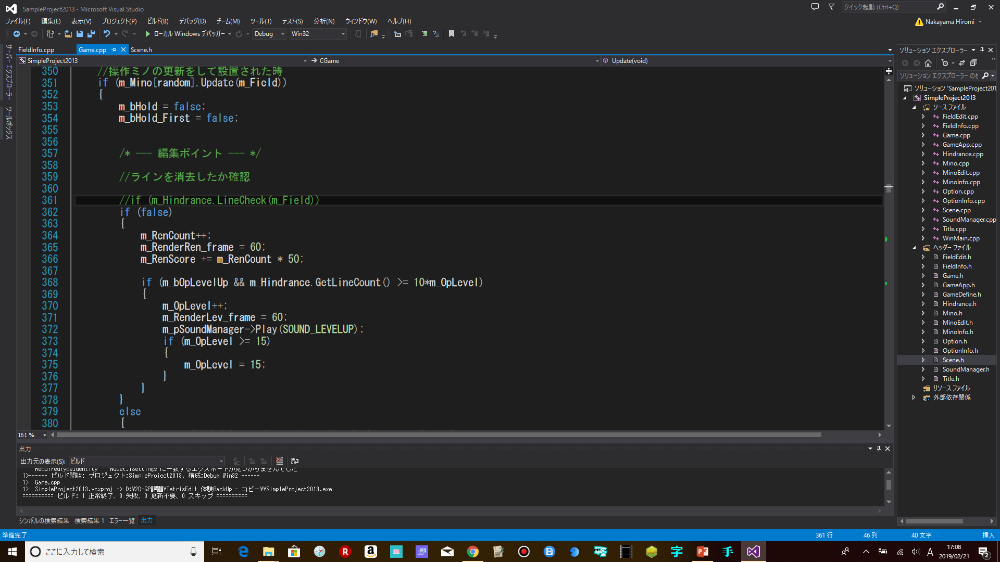 SampleProject2013 - Microsoft Visual Studio
クイック起動 (Ctrl+Q)
ファイル(F) 編集(E) 表示(V) プロジェクト(P) ビルド(B) デバッグ(D) チーム(M) ツール(T) テスト(S) 分析(N) ウィンドウ(W) ヘルプ(H)
Nakayama Hiromi
ローカル Windows デバッガー Debug Win32
サーバー エクスプローラー
ツールボックス
FieldInfo.cpp Game.cpp Scene.h
SimpleProject2013 CGame Update(void)
350 //操作ミノの更新をして設置された時
351 if (m_Mino[random].Update(m_Field))
352 {
353 m_bHold = false;
354 m_bHold_First = false;
355
356
357 /* --- 編集ポイント --- */
358
359 //ラインを消去したか確認
360
361 //if (m_Hindrance.LineCheck(m_Field))
362 if (false)
363 {
364 m_RenCount++;
365 m_RenderRen_frame = 60;
366 m_RenScore += m_RenCount * 50;
367
368 if (m_bOpLevelUp && m_Hindrance.GetLineCount() >= 10*m_OpLevel)
369 {
370 m_OpLevel++;
371 m_RenderLev_frame = 60;
372 m_pSoundManager->Play(SOUND_LEVELUP);
373 if (m_OpLevel >= 15)
374 {
375 m_OpLevel = 15;
376 }
377 }
378 }
379 else
380 {
161 %
出力
出力元の表示(S): ビルド
RequiredTypeIdentity NuGet.ISettings に一致するエクスポートが見つかりませんでした
1>------ ビルド開始: プロジェクト:SimpleProject2013, 構成:Debug Win32 ------
1> Game.cpp
1> SimpleProject2013.vcxproj -> D:¥2D-GP課題¥TetrisEdit_体験BackUp - コピー¥¥SimpleProject2013.exe
========== ビルド: 1 正常終了、0 失敗、0 更新不要、0 スキップ ==========
シンボルの検索結果 検索結果 1 エラー一覧 出力
ソリューション エクスプローラー
ソリューション エクスプローラー の検
ソリューション 'SampleProject201
SimpleProject2013
ソース ファイル
FieldEdit.cpp
FieldInfo.cpp
Game.cpp
GameApp.cpp
Hindrance.cpp
Mino.cpp
MinoEdit.cpp
MinoInfo.cpp
Option.cpp
OptionInfo.cpp
Scene.cpp
SoundManager.cpp
Title.cpp
WinMain.cpp
ヘッダー ファイル
FieldEdit.h
FieldInfo.h
Game.h
GameApp.h
GameDefine.h
Hindrance.h
Mino.h
MinoEdit.h
MinoInfo.h
Option.h
OptionInfo.h
Scene.h
SoundManager.h
Title.h
リソース ファイル
外部依存関係
準備完了 361 行 46 列 40 文字 挿入
ここに入力して検索
字
手
A
17:08
2019/02/21
2